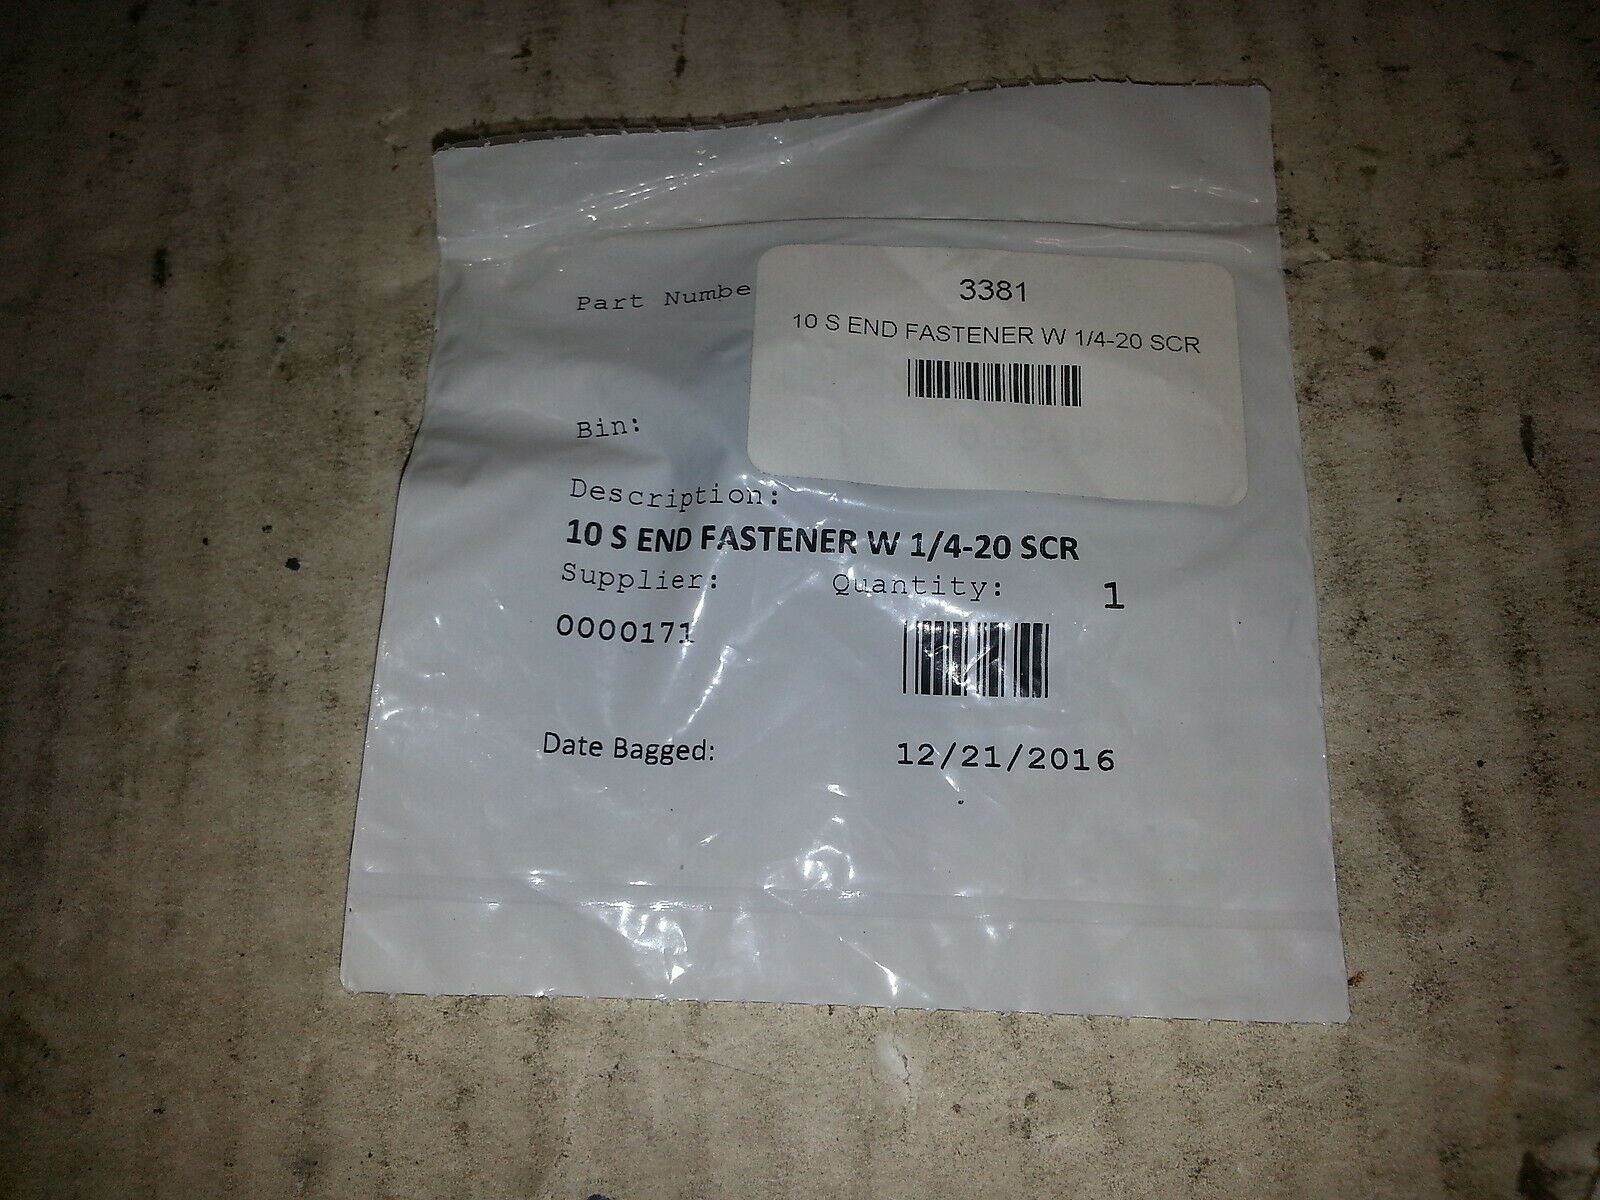 Part Numbe
3381
10 S END FASTENER W 1/4-20 SCR
Bin:
Description:
10 S END FASTENER W 1/4-20 SCR
Supplier: Quantity: 1
0000171
Date Bagged: 12/21/2016